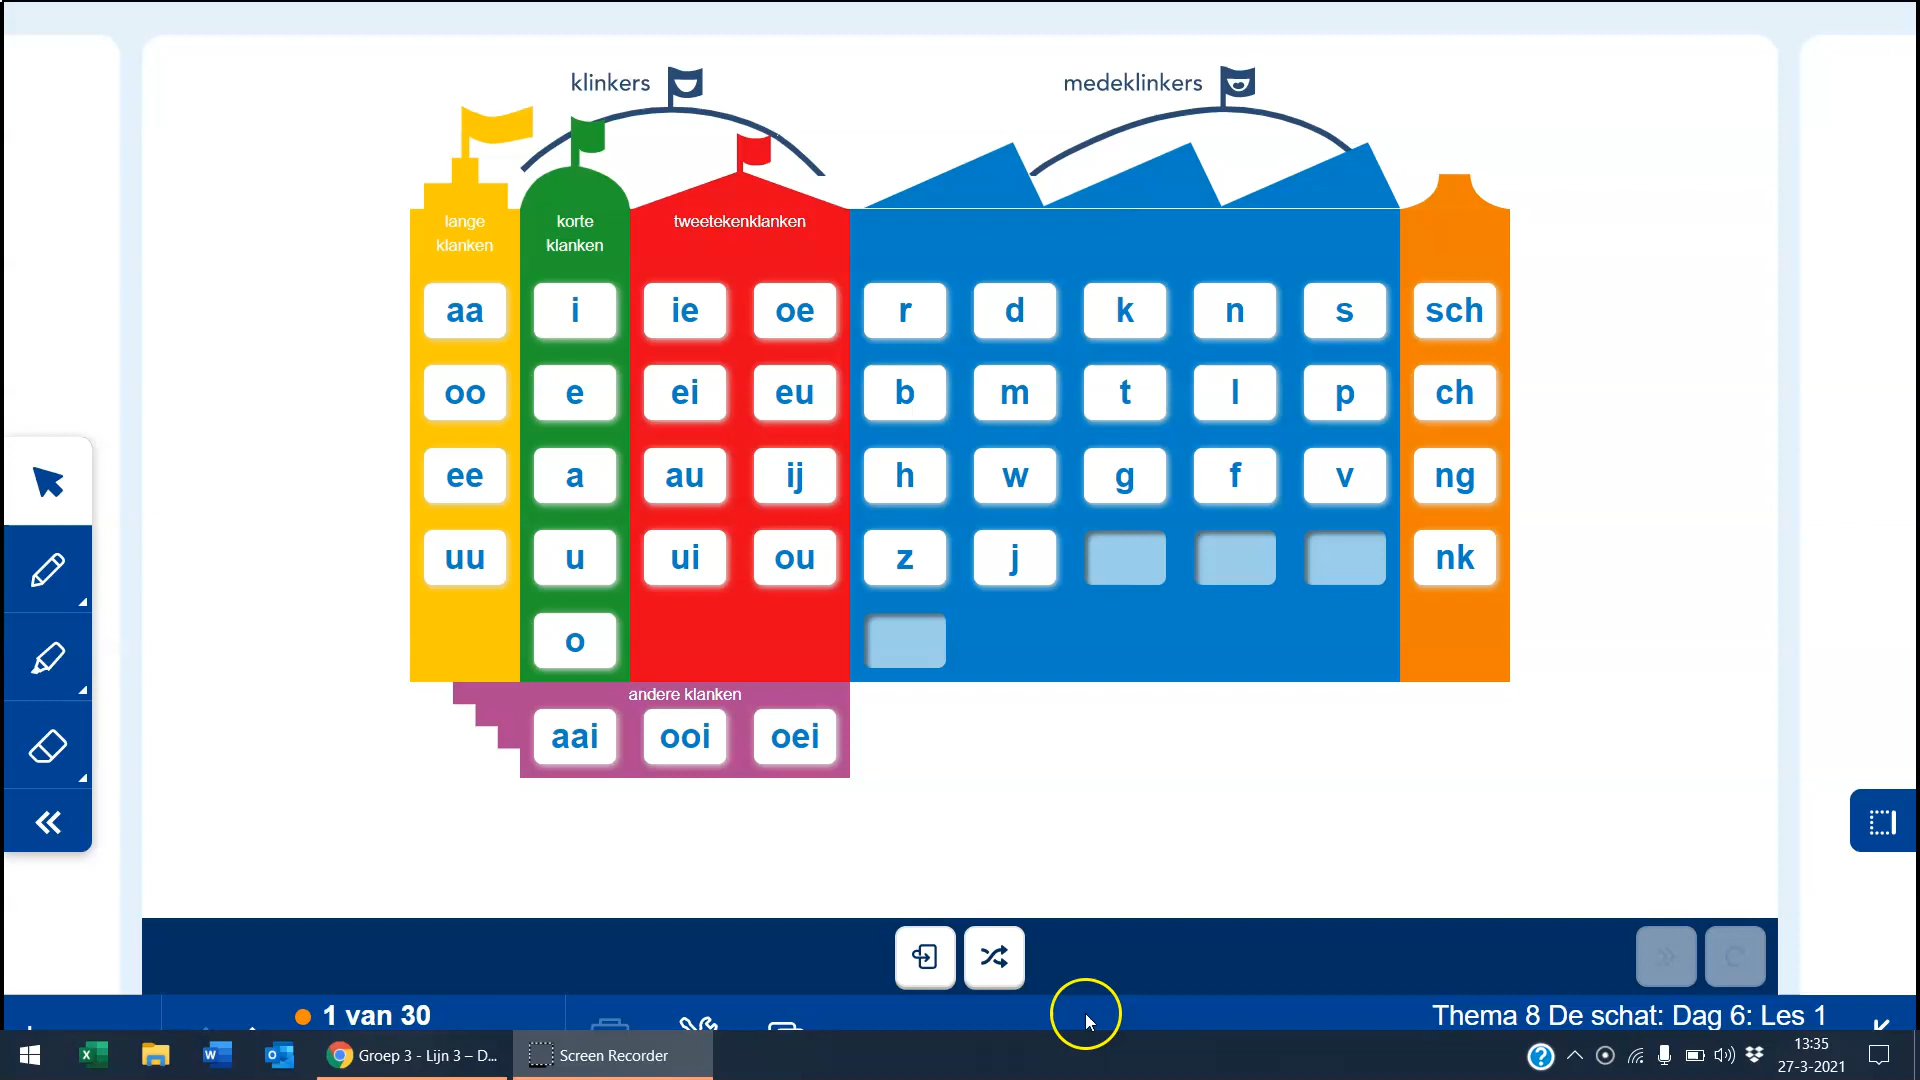 klinkers
medeklinkers
lange
klanken
korte
klanken
tweetekenklanken
aa i ie oe r d k n s sch
oo e ei eu b m t l p ch
ee a au ij h w g f v ng
uu u ui ou z j nk
o
andere klanken
aai ooi oei
1 van 30
Thema 8 De schat: Dag 6: Les 1
Groep 3 - Lijn 3 – D...
Screen Recorder
13:35
27-3-2021